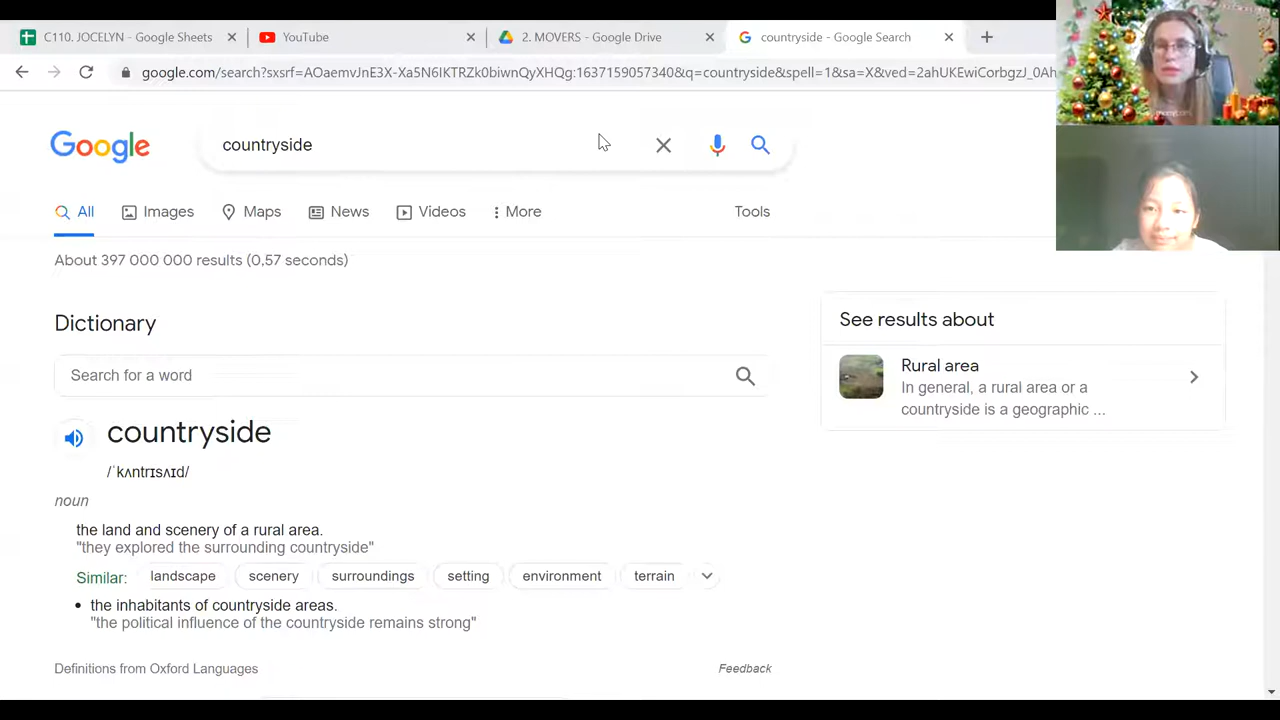 C110. JOCELYN - Google Sheets
YouTube
2. MOVERS - Google Drive
countryside - Google Search
google.com/search?sxsrf=AOaemvJnE3X-Xa5N6IKTRZk0biwnQyXHQg:1637159057340&q=countryside&spell=1&sa=X&ved=2ahUKEwiCorbgzJ_0Ah
Google
countryside
All
Images
Maps
News
Videos
More
Tools
About 397 000 000 results (0,57 seconds)
Dictionary
Search for a word
countryside
/ˈkʌntrɪsʌɪd/
noun
the land and scenery of a rural area.
"they explored the surrounding countryside"
Similar:
landscape
scenery
surroundings
setting
environment
terrain
• the inhabitants of countryside areas.
"the political influence of the countryside remains strong"
Definitions from Oxford Languages
Feedback
See results about
Rural area
In general, a rural area or a
countryside is a geographic ...